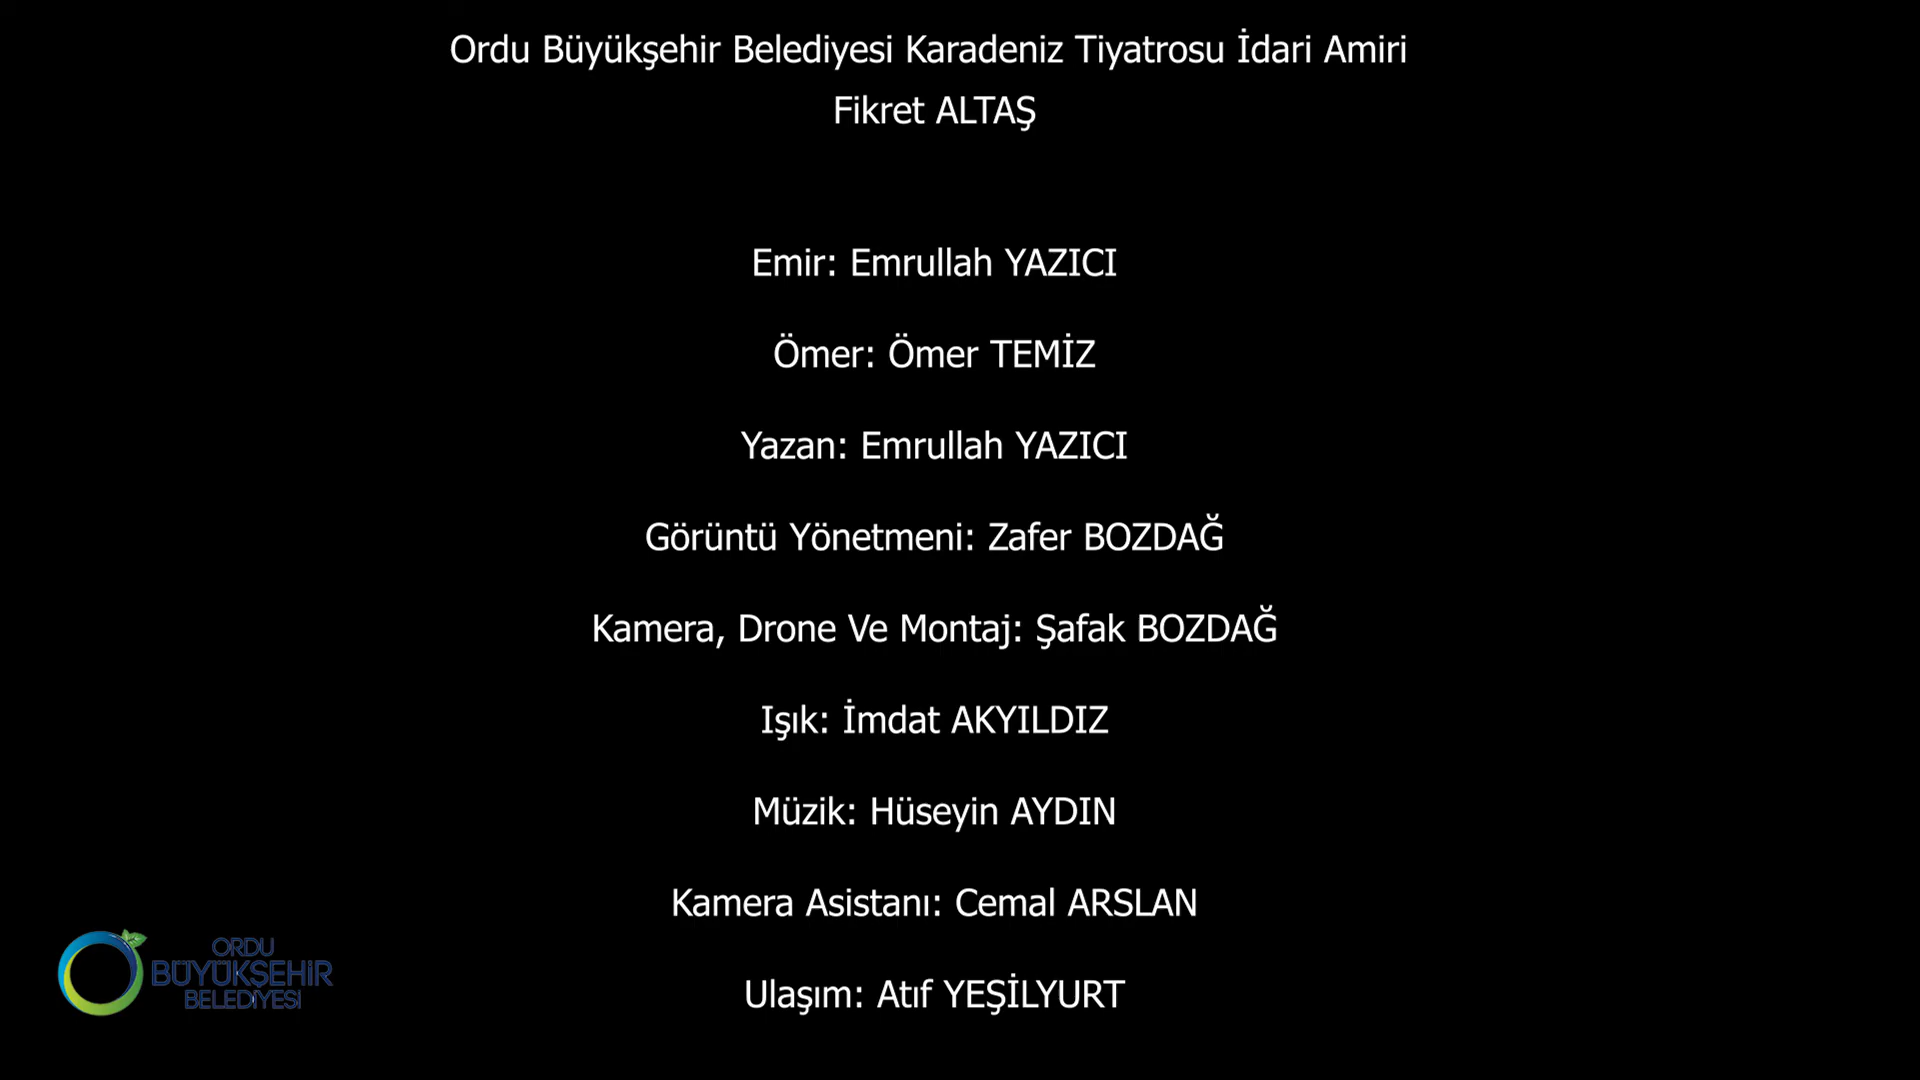 Ordu Büyükşehir Belediyesi Karadeniz Tiyatrosu İdari Amiri
Fikret ALTAŞ
Emir: Emrullah YAZICI
Ömer: Ömer TEMİZ
Yazan: Emrullah YAZICI
Görüntü Yönetmeni: Zafer BOZDAĞ
Kamera, Drone Ve Montaj: Şafak BOZDAĞ
Işık: İmdat AKYILDIZ
Müzik: Hüseyin AYDIN
Kamera Asistanı: Cemal ARSLAN
Ulaşım: Atıf YEŞİLYURT
ORDU
BÜYÜKŞEHİR
BELEDİYESİ